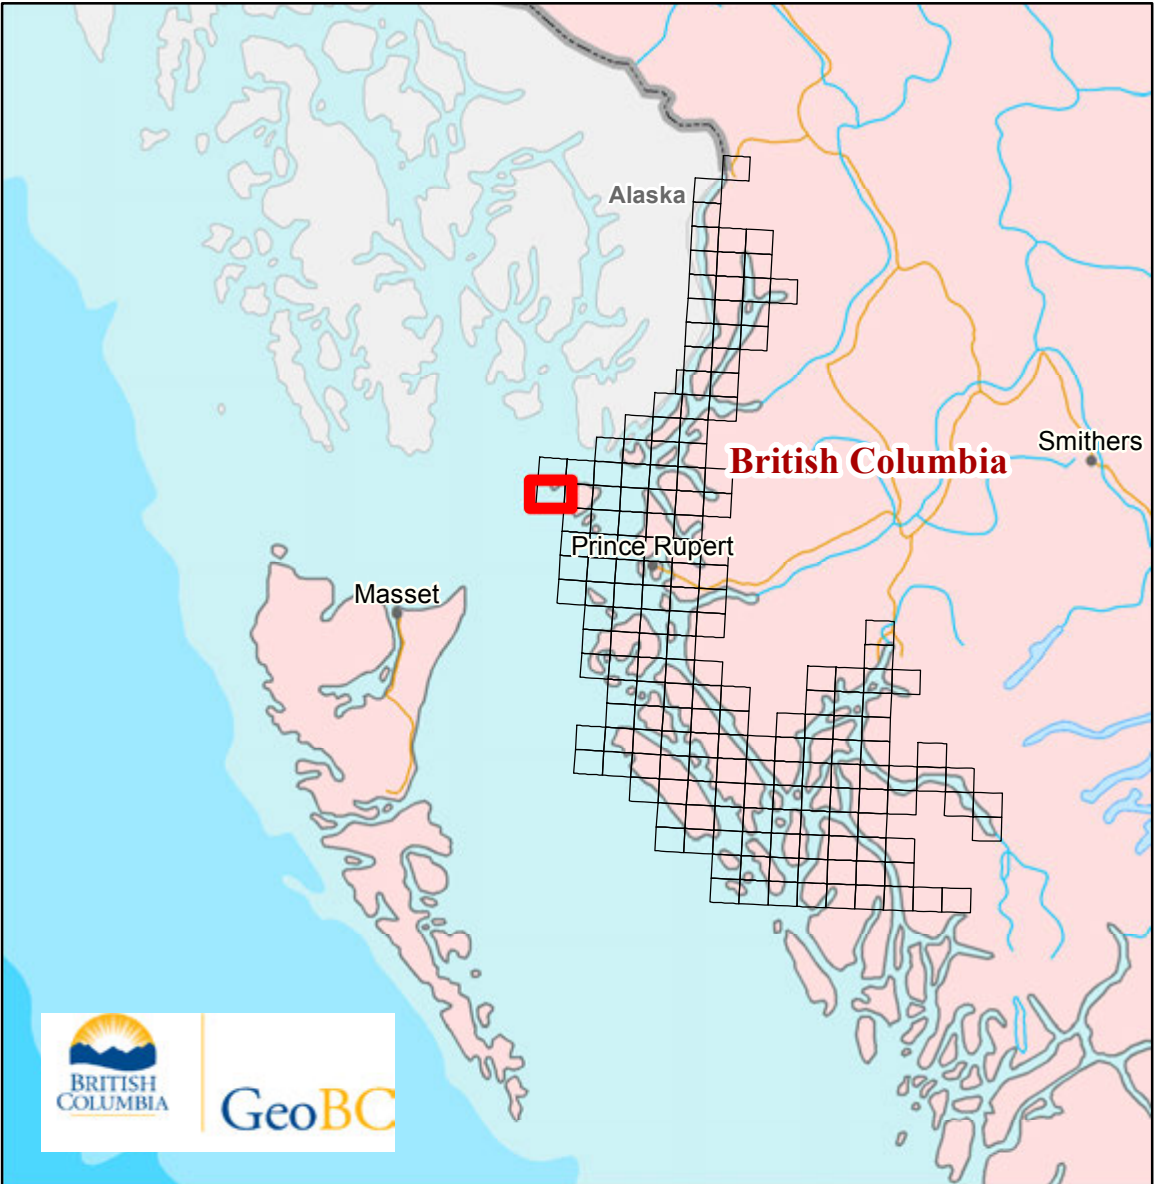 Alaska
Smithers
British Columbia
Prince Rupert
Masset
BRITISH
COLUMBIA
GeoBC